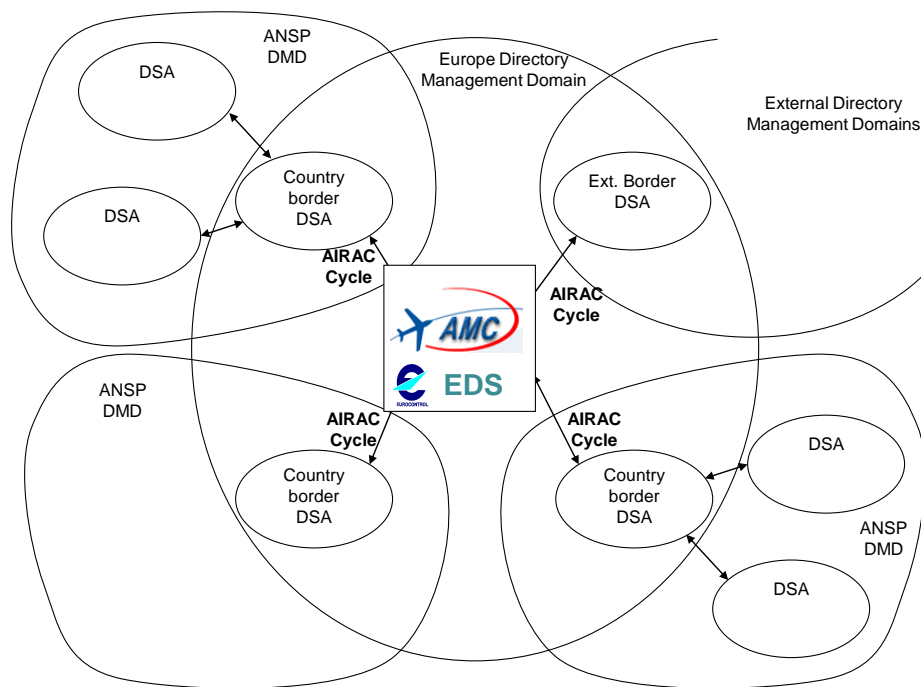 ANSP
DMD
DSA
Europe Directory
Management Domain
External Directory
Management Domains
Country
border
DSA
Ext. Border
DSA
DSA
AIRAC
Cycle
AIRAC
Cycle
AMC
EUROCONTROL
EDS
ANSP
DMD
AIRAC
Cycle
AIRAC
Cycle
Country
border
DSA
Country
border
DSA
DSA
ANSP
DMD
DSA